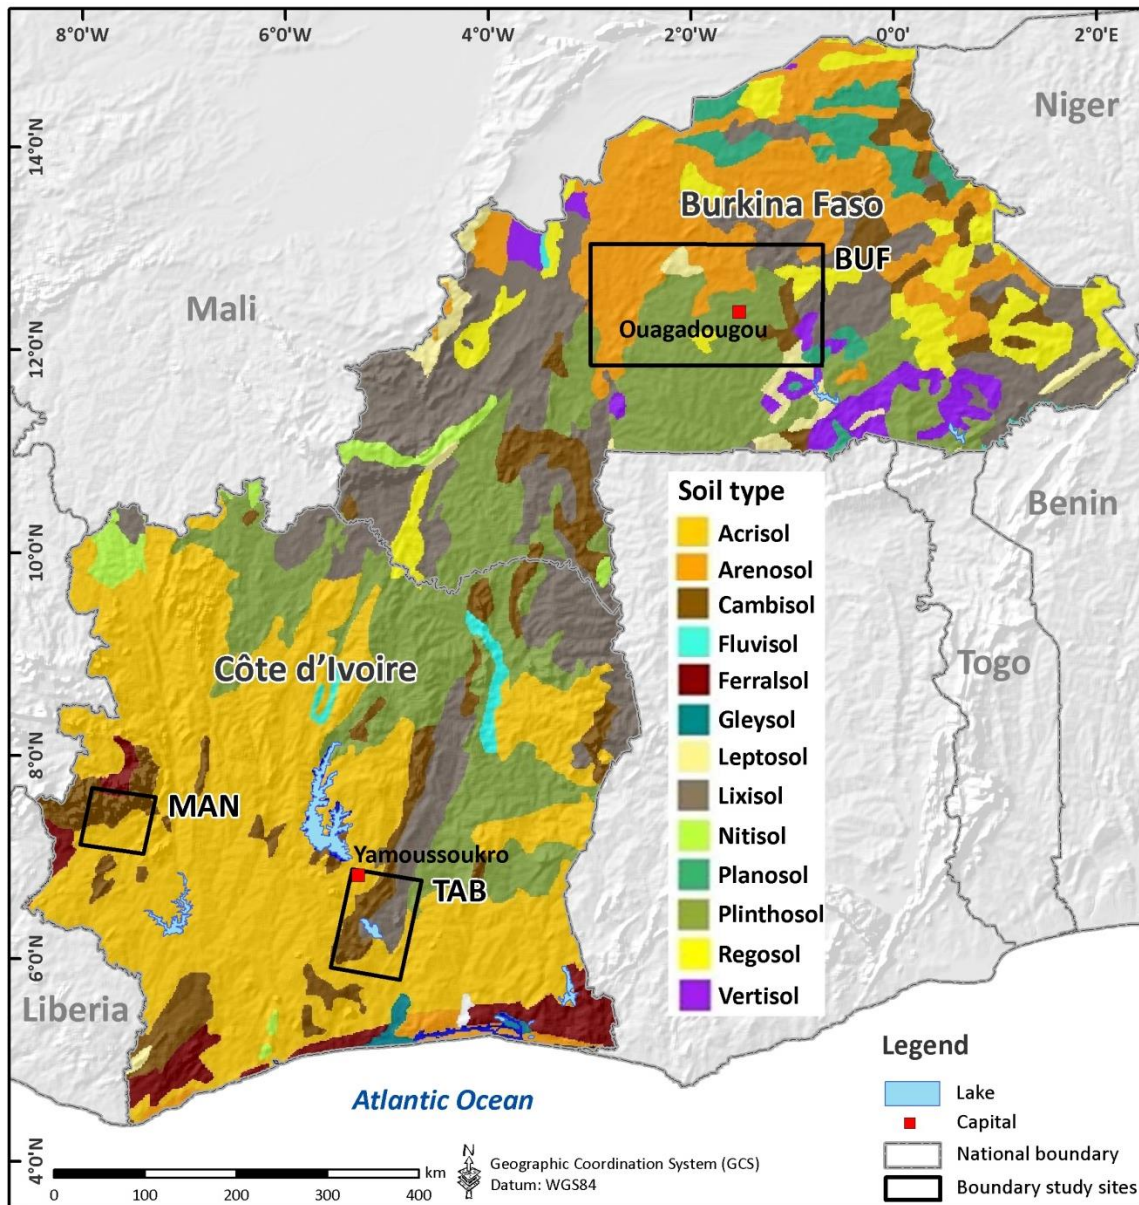 8°0'W
6°0'W
4°0'W
2°0'W
0°0'
2°0'E
Niger
14°0'N
Burkina Faso
BUF
Mali
Ouagadougou
12°0'N
Soil type
Benin
Acrisol
10°0'N
Arenosol
Cambisol
Fluvisol
Côte d’Ivoire
Togo
Ferralsol
Gleysol
8°0'N
Leptosol
MAN
Lixisol
Nitisol
Yamoussoukro
TAB
Planosol
Plinthosol
6°0'N
Regosol
Liberia
Vertisol
Legend
Lake
Atlantic Ocean
Capital
4°0'N
N
km
Geographic Coordination System (GCS)
National boundary
0 100 200 300 400
Datum: WGS84
Boundary study sites